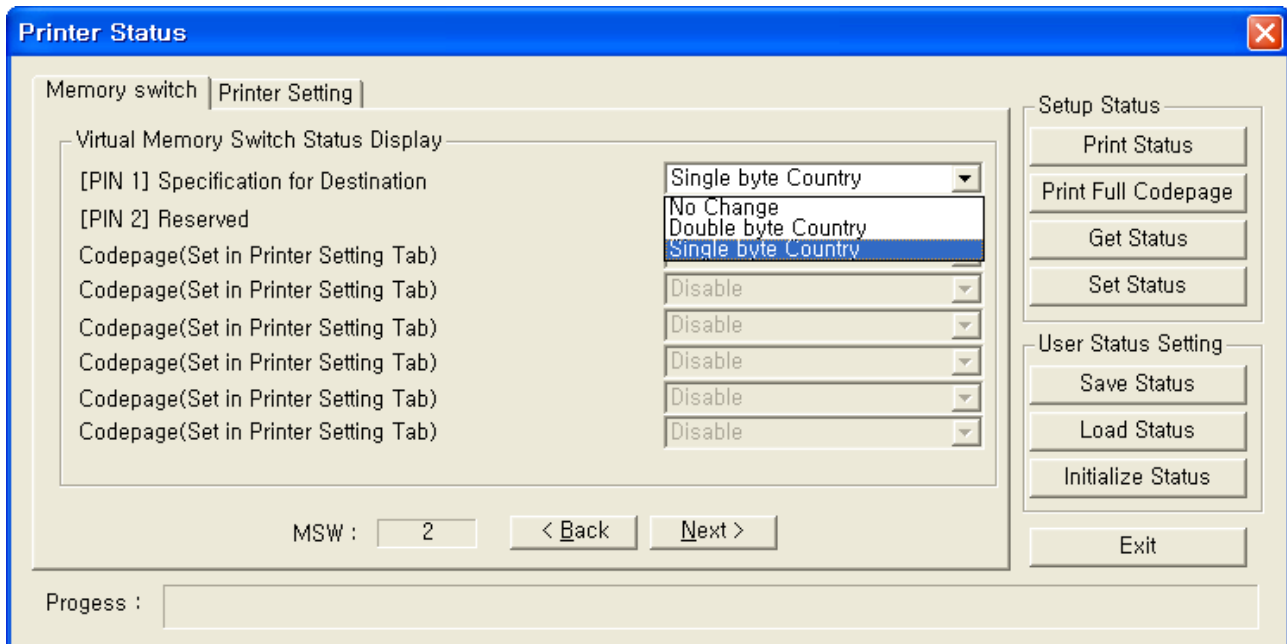 Printer Status
Memory switch
Printer Setting
Virtual Memory Switch Status Display
[PIN 1] Specification for Destination
Single byte Country
No Change
Double byte Country
Single byte Country
[PIN 2] Reserved
Codepage(Set in Printer Setting Tab)
Codepage(Set in Printer Setting Tab)
Disable
Codepage(Set in Printer Setting Tab)
Disable
Codepage(Set in Printer Setting Tab)
Disable
Codepage(Set in Printer Setting Tab)
Disable
Codepage(Set in Printer Setting Tab)
Disable
MSW :
2
< Back
Next >
Setup Status
Print Status
Print Full Codepage
Get Status
Set Status
User Status Setting
Save Status
Load Status
Initialize Status
Exit
Progess :